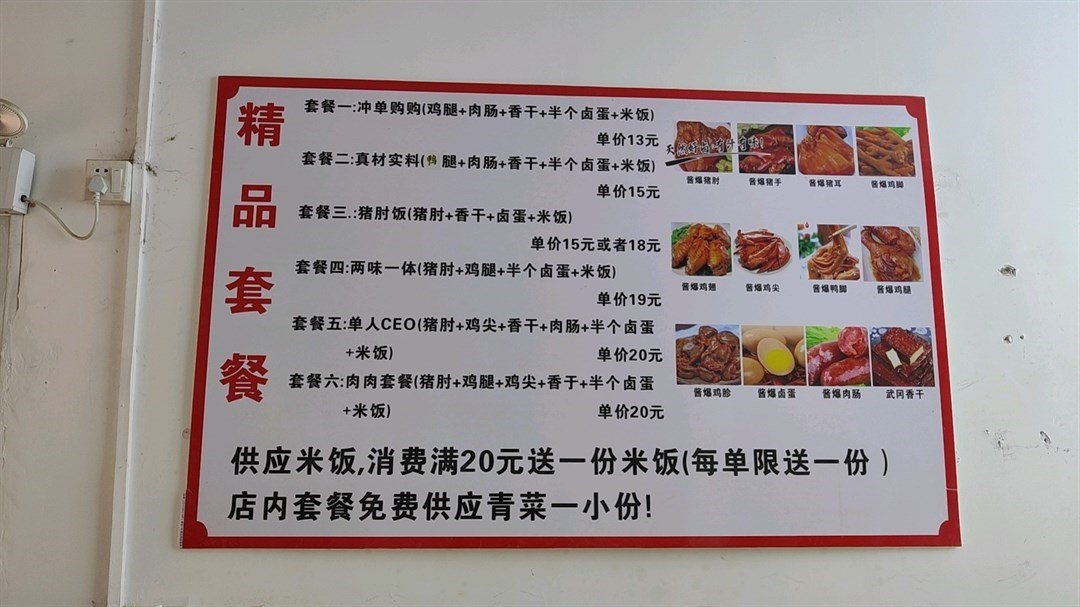 精品套餐
套餐一:冲单购购(鸡腿+肉肠+香干+半个卤蛋+米饭)
单价13元
套餐二:真材实料(鸭腿+肉肠+香干+半个卤蛋+米饭)
单价15元
套餐三.:猪肘饭(猪肘+香干+卤蛋+米饭)
单价15元或者18元
套餐四:两味一体(猪肘+鸡腿+半个卤蛋+米饭)
单价19元
套餐五:单人CEO(猪肘+鸡尖+香干+肉肠+半个卤蛋
+米饭)
单价20元
套餐六:肉肉套餐(猪肘+鸡腿+鸡尖+香于+半个卤蛋
+米饭)
单价20元
天然好卤 有汁有味!
酱爆猪肘 酱爆猪手 酱爆猪耳 酱爆鸡脚
酱爆鸡翅 酱爆鸡尖 酱爆鸭脚 酱爆鸡腿
酱爆鸡胗 酱爆卤蛋 酱爆肉肠 武冈香干
供应米饭,消费满20元送一份米饭(每单限送一份)
店内套餐免费供应青菜一小份!